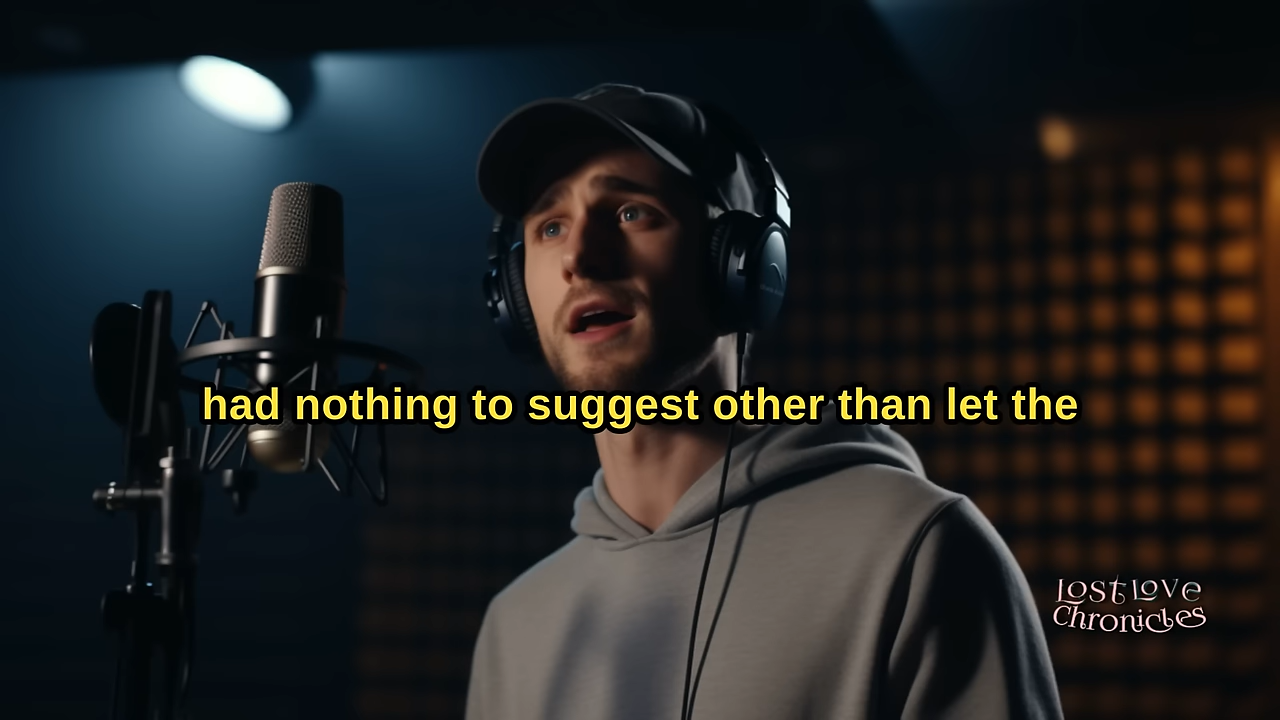 had nothing to suggest other than let the
Lost Love
Chronicles